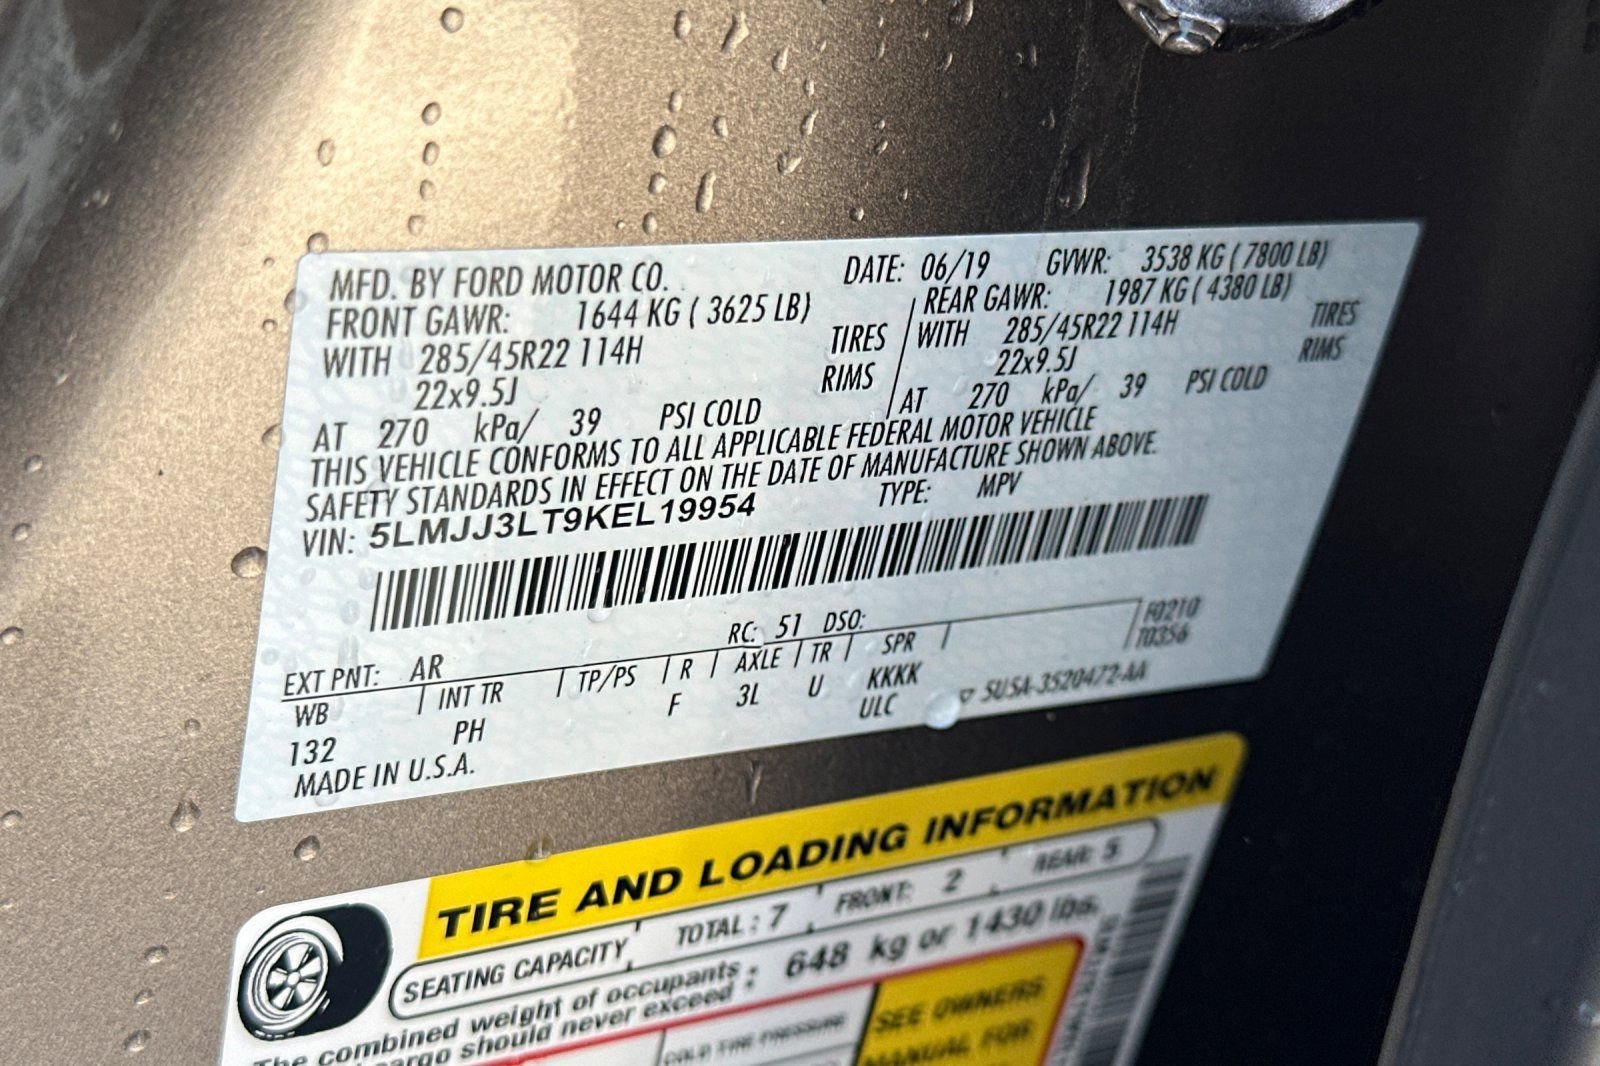 MFD. BY FORD MOTOR CO. DATE: 06/19 GVWR: 3538 KG ( 7800 LB)
FRONT GAWR: 1644 KG ( 3625 LB) REAR GAWR: 1987 KG ( 4380 LB)
WITH 285/45R22 114H TIRES WITH 285/45R22 114H TIRES
22x9.5J RIMS 22x9.5J RIMS
AT 270 kPa/ 39 PSI COLD AT 270 kPa/ 39 PSI COLD
THIS VEHICLE CONFORMS TO ALL APPLICABLE FEDERAL MOTOR VEHICLE
SAFETY STANDARDS IN EFFECT ON THE DATE OF MANUFACTURE SHOWN ABOVE.
VIN: 5LMJJ3LT9KEL19954 TYPE: MPV
EXT PNT: AR RC: 51 DSO: F0210
WB INT TR TP/PS R AXLE TR SPR T0356
132 PH F 3L U KKKK
ULC
MADE IN U.S.A. 5USA-3520472-AA
TIRE AND LOADING INFORMATION
SEATING CAPACITY TOTAL : 7 FRONT: 2 REAR: 5
The combined weight of occupants : 648 kg or 1430 lbs.
cargo should never exceed :
COLD TIRE PRESSURE
SEE OWNERS
MANUAL FOR